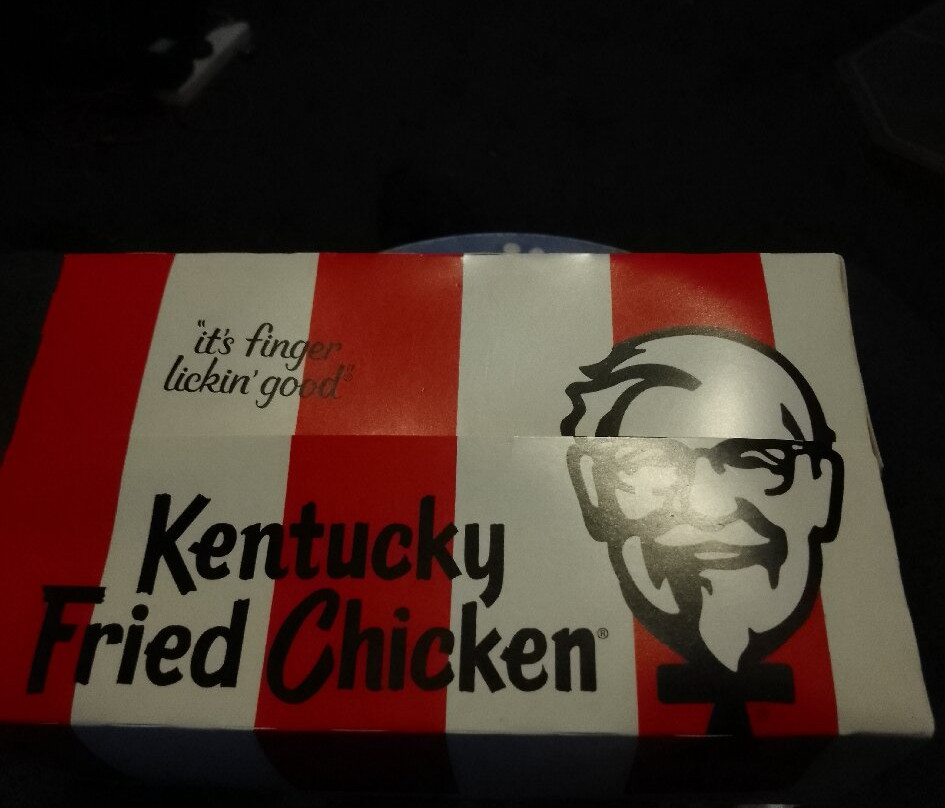 "it's finger
lickin' good"
Kentucky
Fried Chicken®